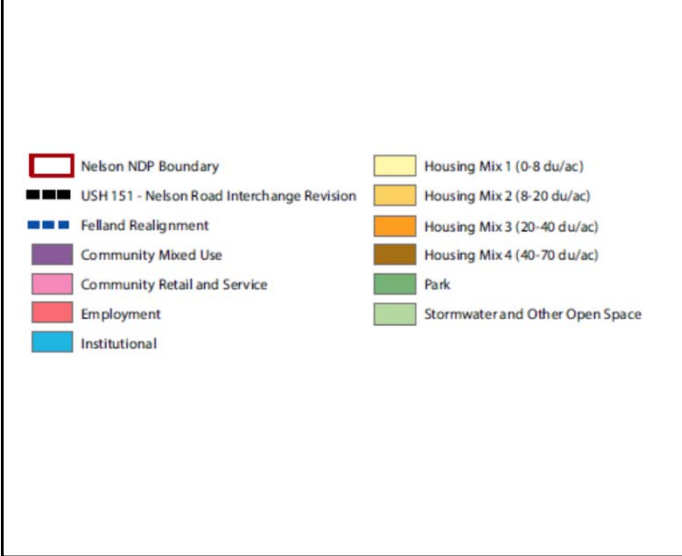 Nelson NDP Boundary
USH 151 - Nelson Road Interchange Revision
Felland Realignment
Community Mixed Use
Community Retail and Service
Employment
Institutional
Housing Mix 1 (0-8 du/ac)
Housing Mix 2 (8-20 du/ac)
Housing Mix 3 (20-40 du/ac)
Housing Mix 4 (40-70 du/ac)
Park
Stormwater and Other Open Space